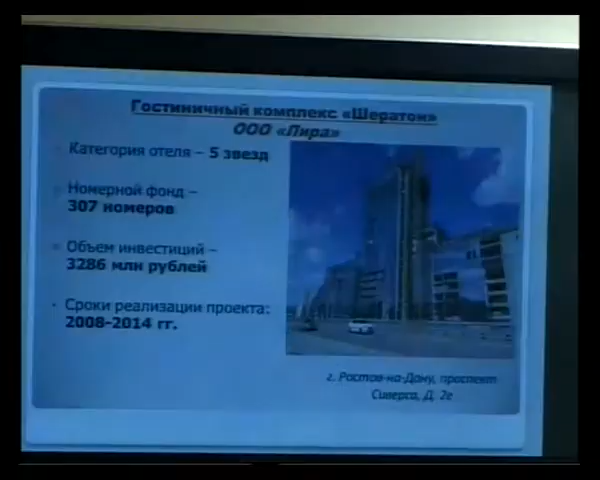 Гостиничный комплекс «Шератон»
ООО «Лира»
Категория отеля – 5 звезд
Номерной фонд –
307 номеров
Объем инвестиций –
3286 млн рублей
Сроки реализации проекта:
2008-2014 гг.
г. Ростов-на-Дону, проспект
Сиверса, Д. 2е